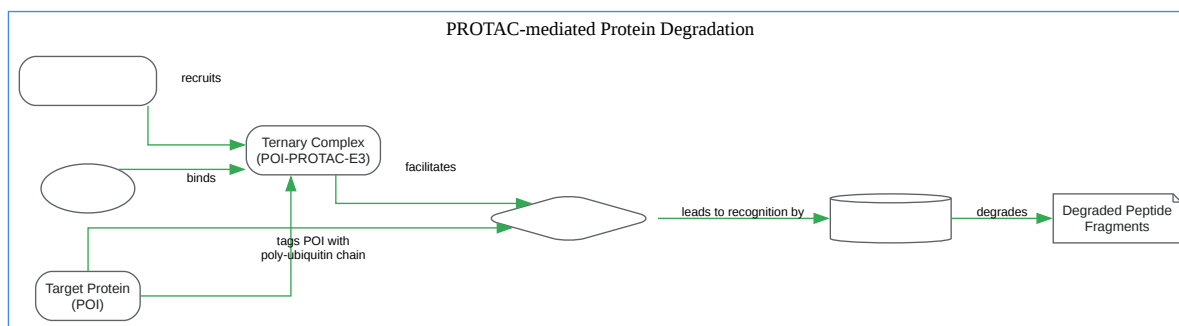 PROTAC-mediated Protein Degradation
recruits
Ternary Complex
(POI-PROTAC-E3)
facilitates
binds
leads to recognition by
degrades
Degraded Peptide
Fragments
tags POI with
poly-ubiquitin chain
Target Protein
(POI)